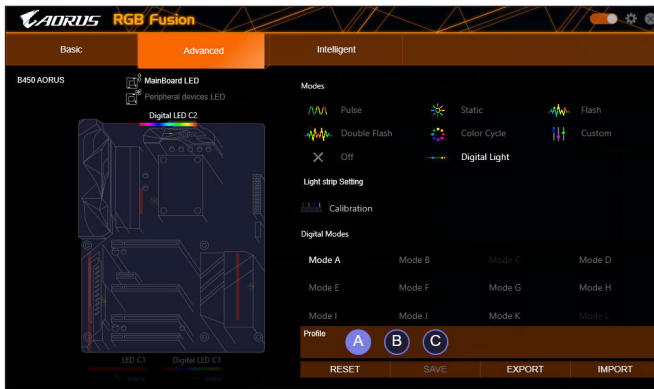 AORUS RGB Fusion
Basic Advanced Intelligent
B450 AORUS
MainBoard LED
Peripheral devices LED
Digital LED C2
LED C1 Digital LED C1
Modes
Pulse Static Flash
Double Flash Color Cycle Custom
Off Digital Light
Light strip Setting
Calibration
Digital Modes
Mode A Mode B Mode C Mode D
Mode E Mode F Mode G Mode H
Mode I Mode J Mode K Mode L
Profile
A B C
RESET SAVE EXPORT IMPORT